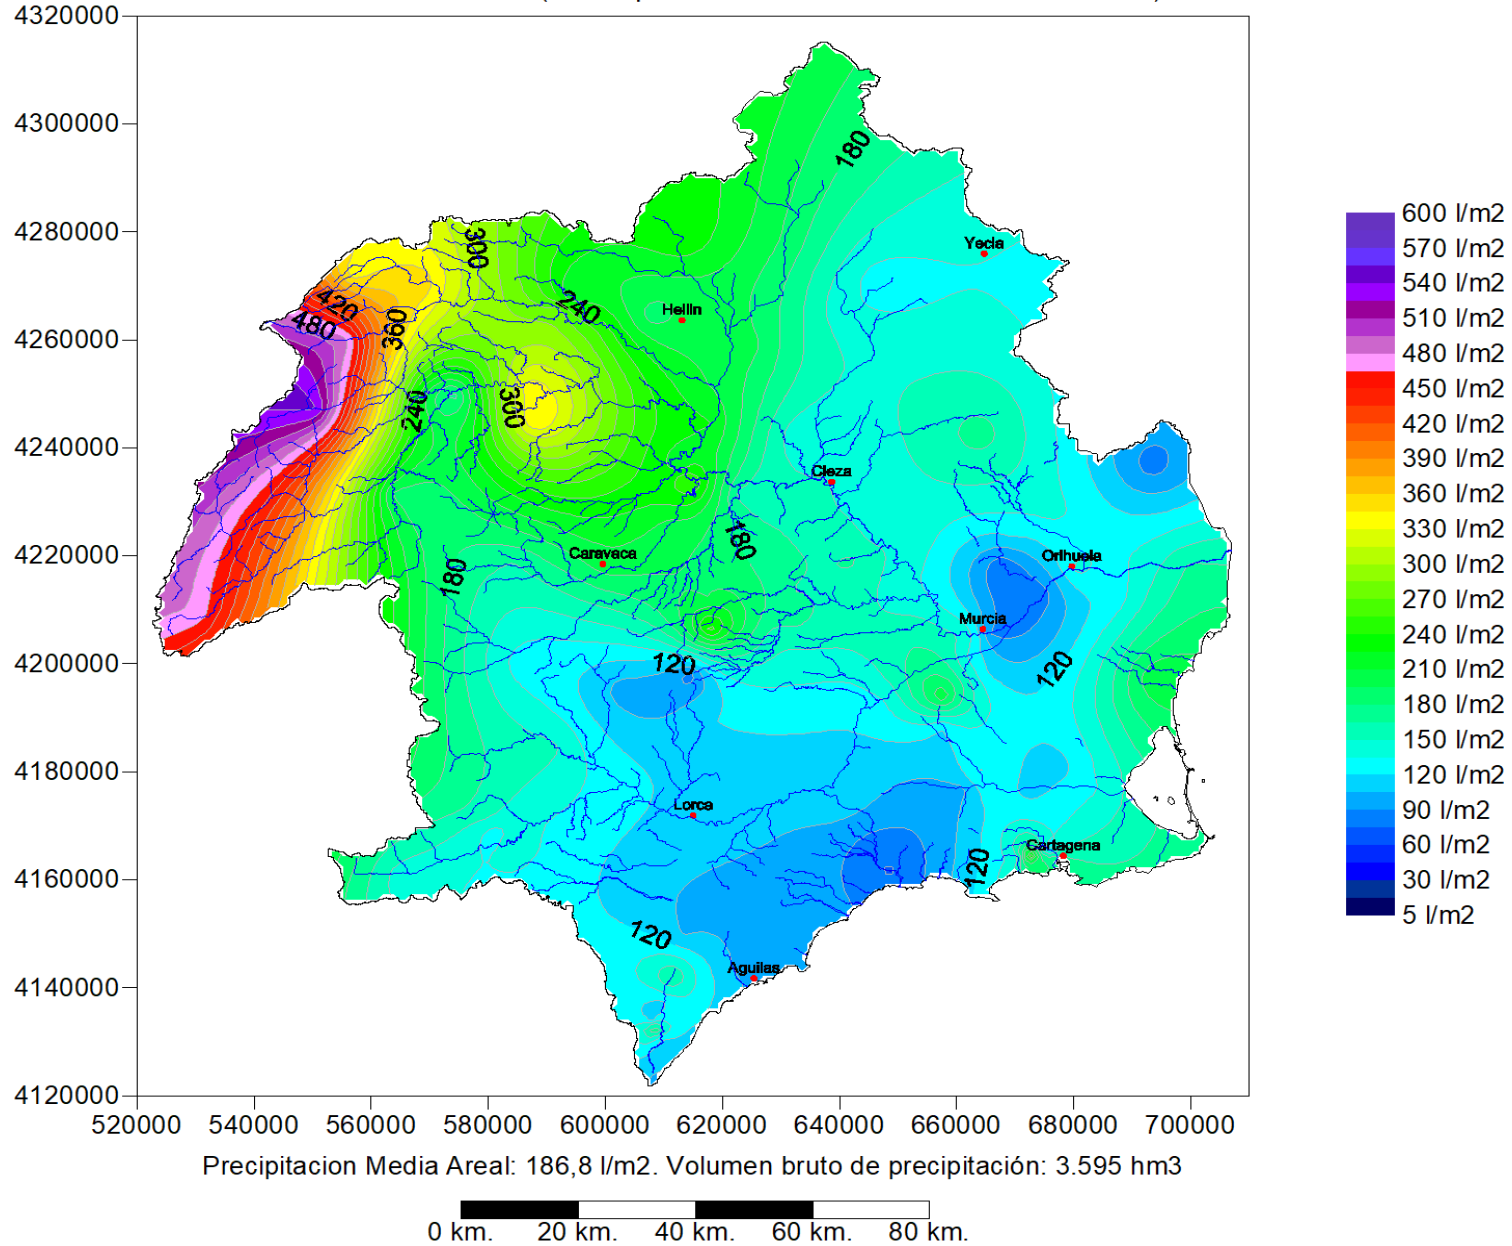 4320000
4300000
4280000
4260000
4240000
4220000
4200000
4180000
4160000
4140000
4120000
520000 540000 560000 580000 600000 620000 640000 660000 680000 700000
180
300
Yecla
420
480
360
240
Hellin
240
300
Cieza
180
Caravaca
180
Orihuela
Murcia
120
120
Lorca
Cartagena
120
120
Aguilas
600 l/m2
570 l/m2
540 l/m2
510 l/m2
480 l/m2
450 l/m2
420 l/m2
390 l/m2
360 l/m2
330 l/m2
300 l/m2
270 l/m2
240 l/m2
210 l/m2
180 l/m2
150 l/m2
120 l/m2
90 l/m2
60 l/m2
30 l/m2
5 l/m2
Precipitacion Media Areal: 186,8 l/m2. Volumen bruto de precipitación: 3.595 hm3
0 km. 20 km. 40 km. 60 km. 80 km.